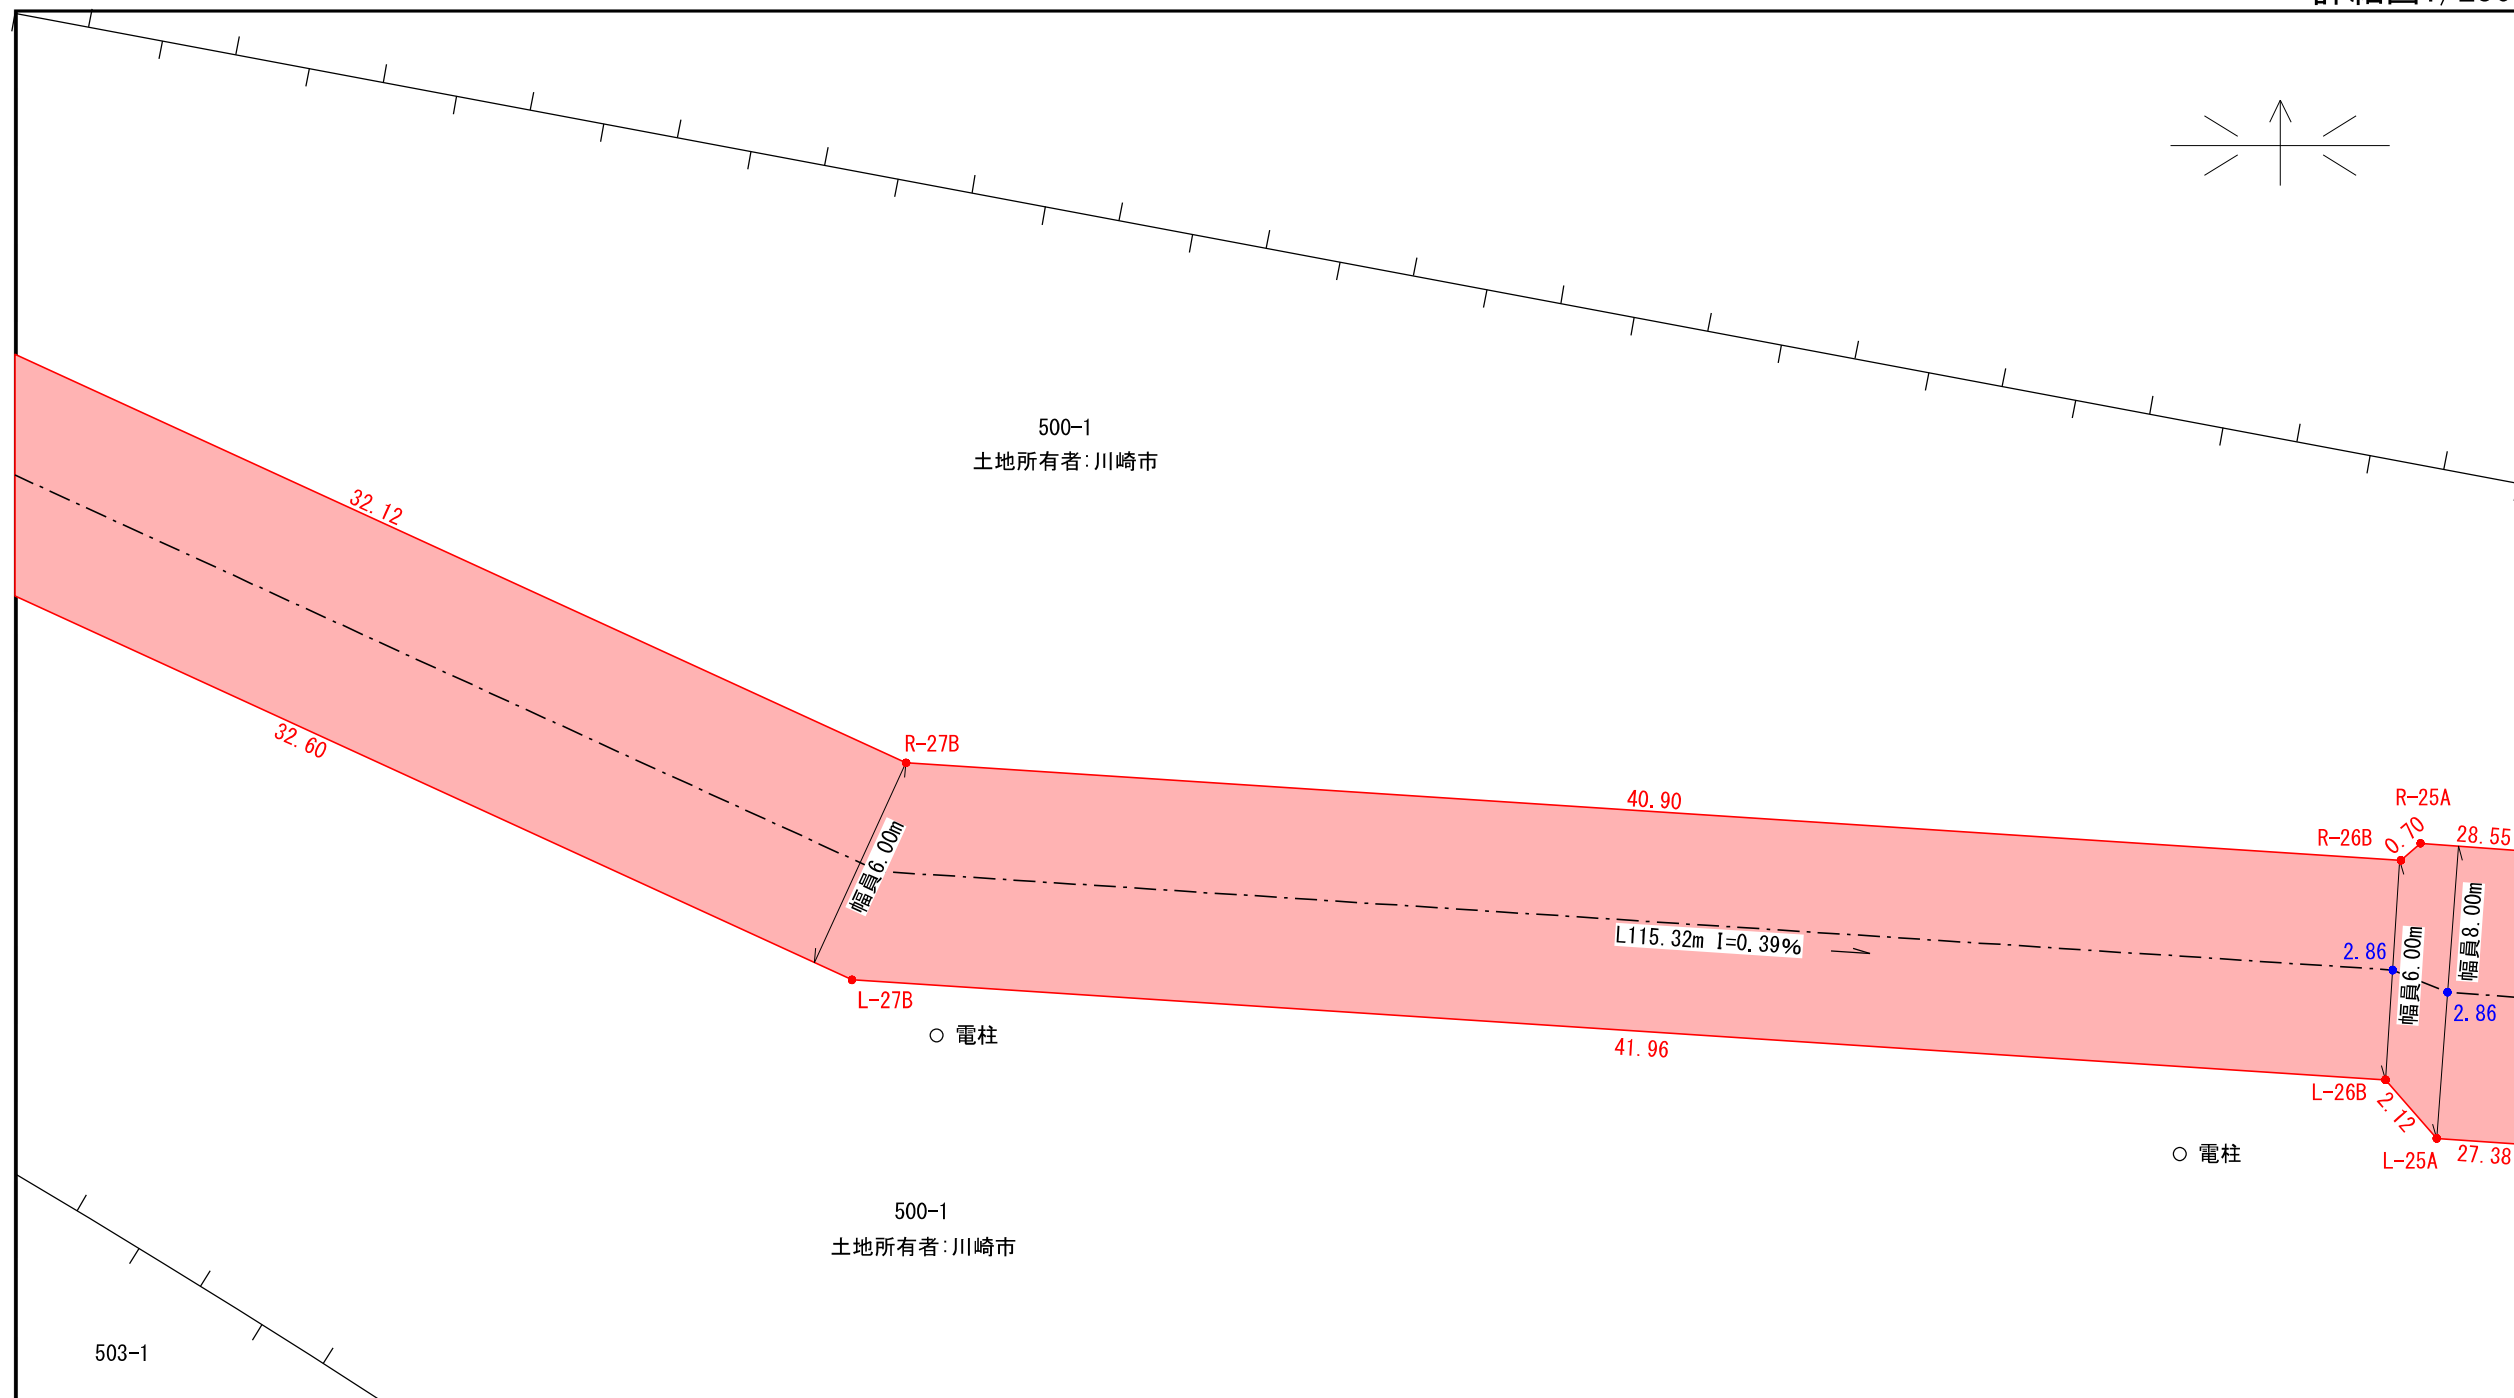 500-1
土地所有者:川崎市
32.12
32.60
R-27B
幅員6.00m
L-27B
電柱
40.90
L115.32m I=0.39%
41.96
R-25A
R-26B
0.70
28.55
2.86
幅員6.00m
幅員8.00m
2.86
L-26B
2.12
L-25A
27.38
電柱
500-1
土地所有者:川崎市
503-1